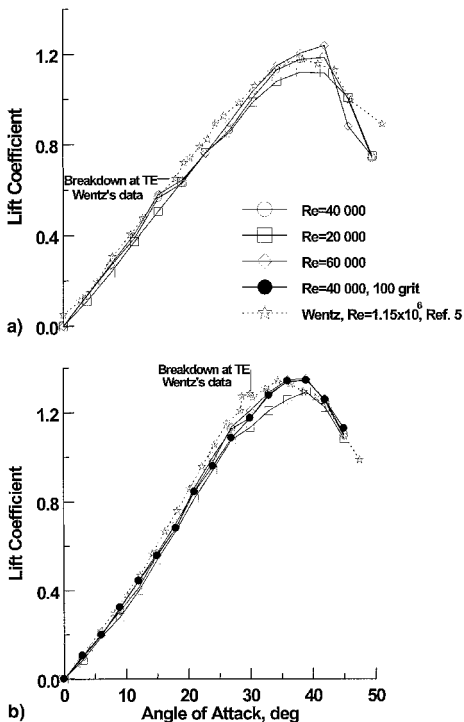 1.2
0.8
0.4
0.0
Lift Coefficient
Breakdown at TE
Wentz's data
Re=40 000
Re=20 000
Re=60 000
Re=40 000, 100 grit
Wentz, Re=1.15x10^6, Ref. 5
a)
Breakdown at TE
Wentz's data
1.2
0.8
0.4
0.0
Lift Coefficient
0 10 20 30 40 50
Angle of Attack, deg
b)